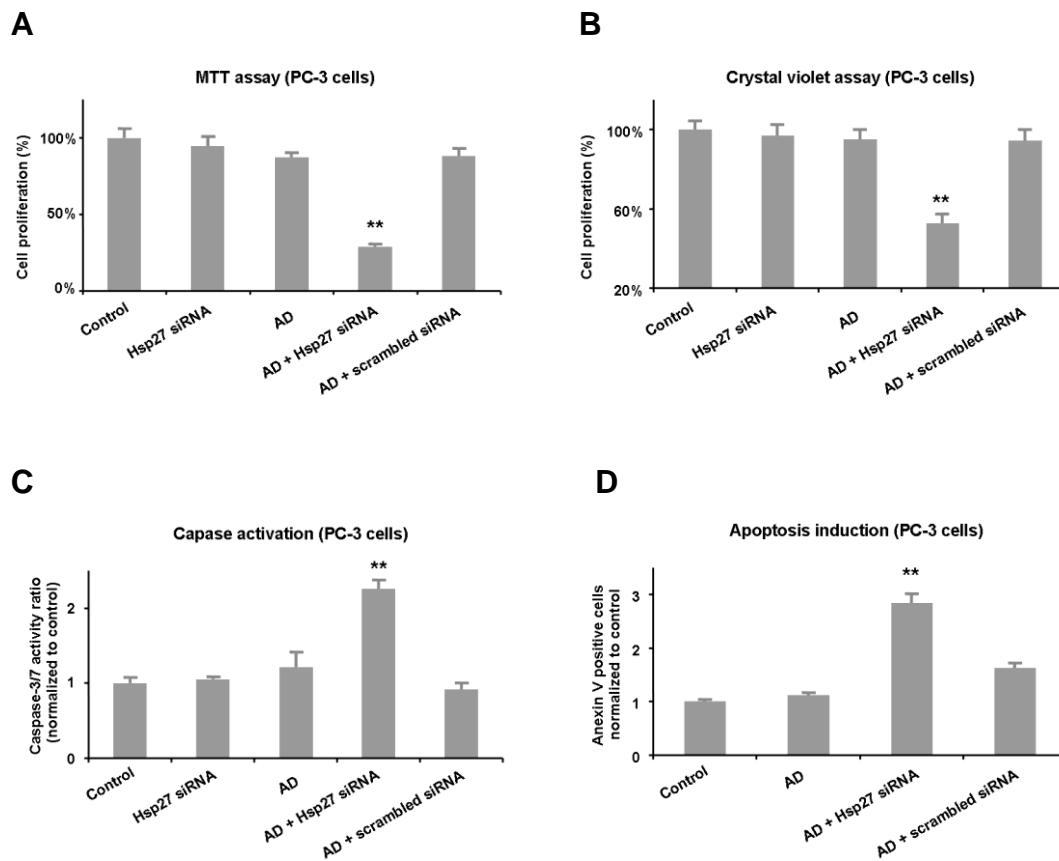 A
MTT assay (PC-3 cells)
Cell proliferation (%)
100%
50%
0%
**
Control
Hsp27 siRNA
AD
AD + Hsp27 siRNA
AD + scrambled siRNA
B
Crystal violet assay (PC-3 cells)
Cell proliferation (%)
100%
60%
20%
**
Control
Hsp27 siRNA
AD
AD + Hsp27 siRNA
AD + scrambled siRNA
C
Capase activation (PC-3 cells)
Caspase-3/7 activity ratio
(normalized to control)
2
1
0
**
Control
Hsp27 siRNA
AD
AD + Hsp27 siRNA
AD + scrambled siRNA
D
Apoptosis induction (PC-3 cells)
Anexin V positive cells
normalized to control
3
2
1
0
**
Control
AD
AD + Hsp27 siRNA
AD + scrambled siRNA